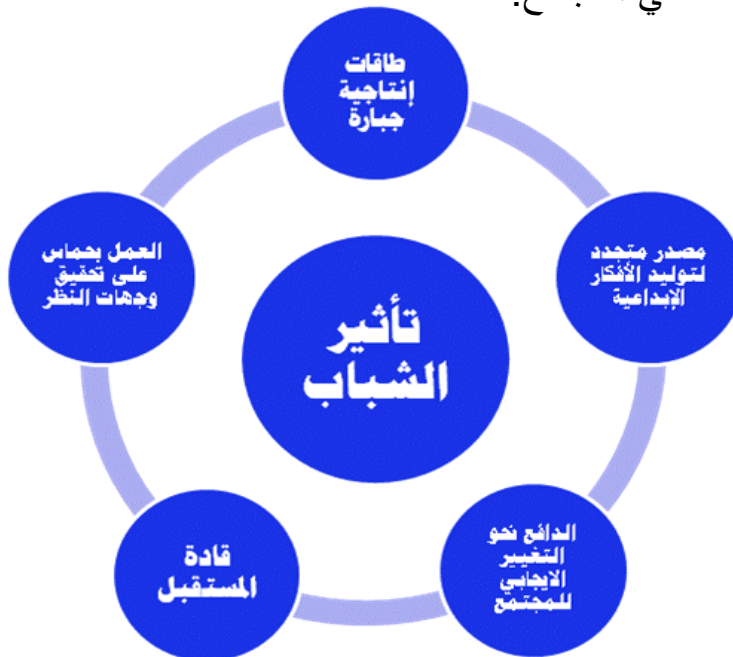 طاقات
إنتاجية
جبارة
مصدر متجدد
لتوليد الأفكار
الإبداعية
الدافع نحو
التغيير
الايجابي
للمجتمع
قادة
المستقبل
العمل بحماس
على تحقيق
وجهات النظر
تأثير
الشباب